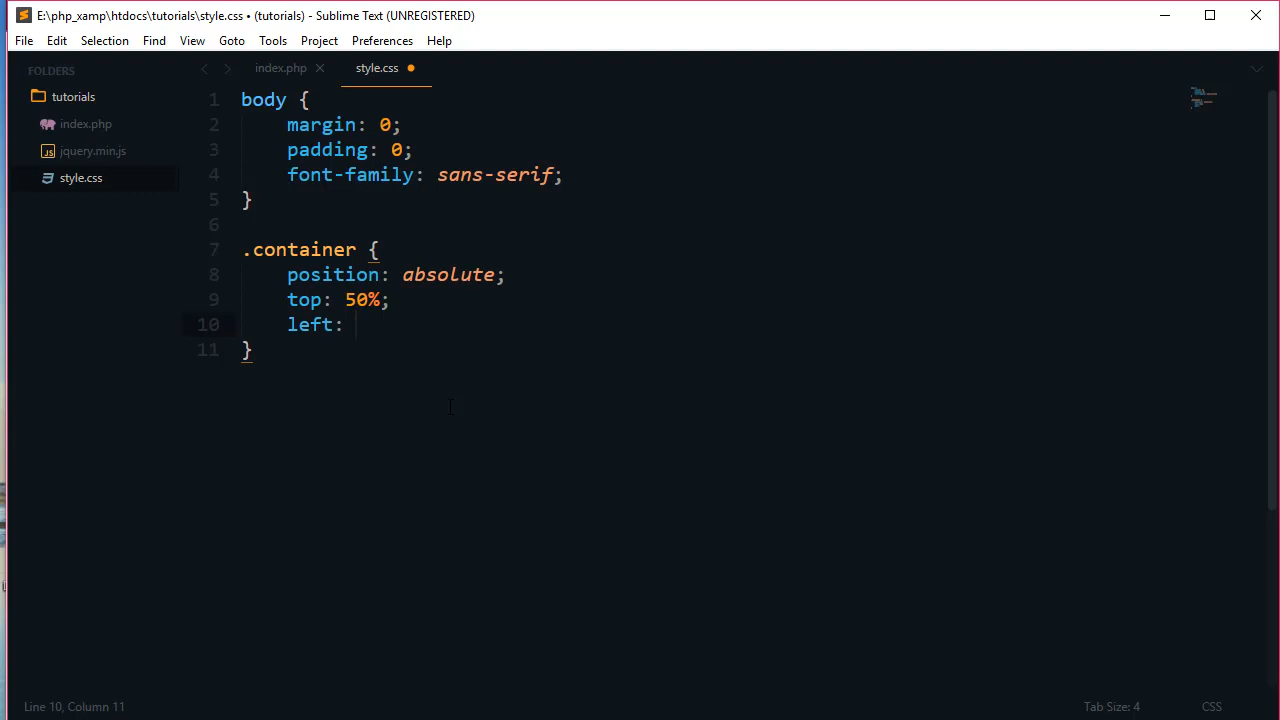 E:\php_xamp\htdocs\tutorials\style.css • (tutorials) - Sublime Text (UNREGISTERED)
File Edit Selection Find View Goto Tools Project Preferences Help
FOLDERS
tutorials
index.php
JS jquery.min.js
style.css
index.php style.css
1 body {
2 margin: 0;
3 padding: 0;
4 font-family: sans-serif;
5 }
6
7 .container {
8 position: absolute;
9 top: 50%;
10 left:
11 }
Line 10, Column 11 Tab Size: 4 CSS